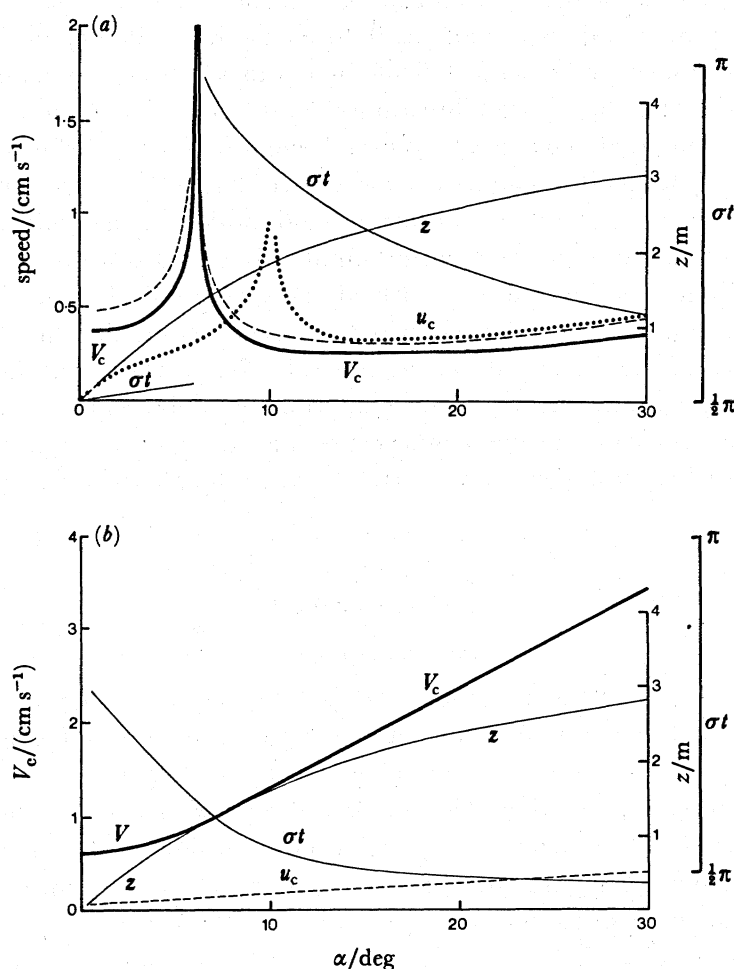 (a)
2
1·5
1
0·5
0
speed/(cm s⁻¹)
V_c
σt
σt
z
u_c
V_c
0
10
20
30
4
3
2
1
z/m
π
σt
½π
(b)
4
3
2
1
0
V_c/(cm s⁻¹)
V
z
σt
u_c
V_c
z
0
10
20
30
4
3
2
1
z/m
π
σt
½π
α/deg